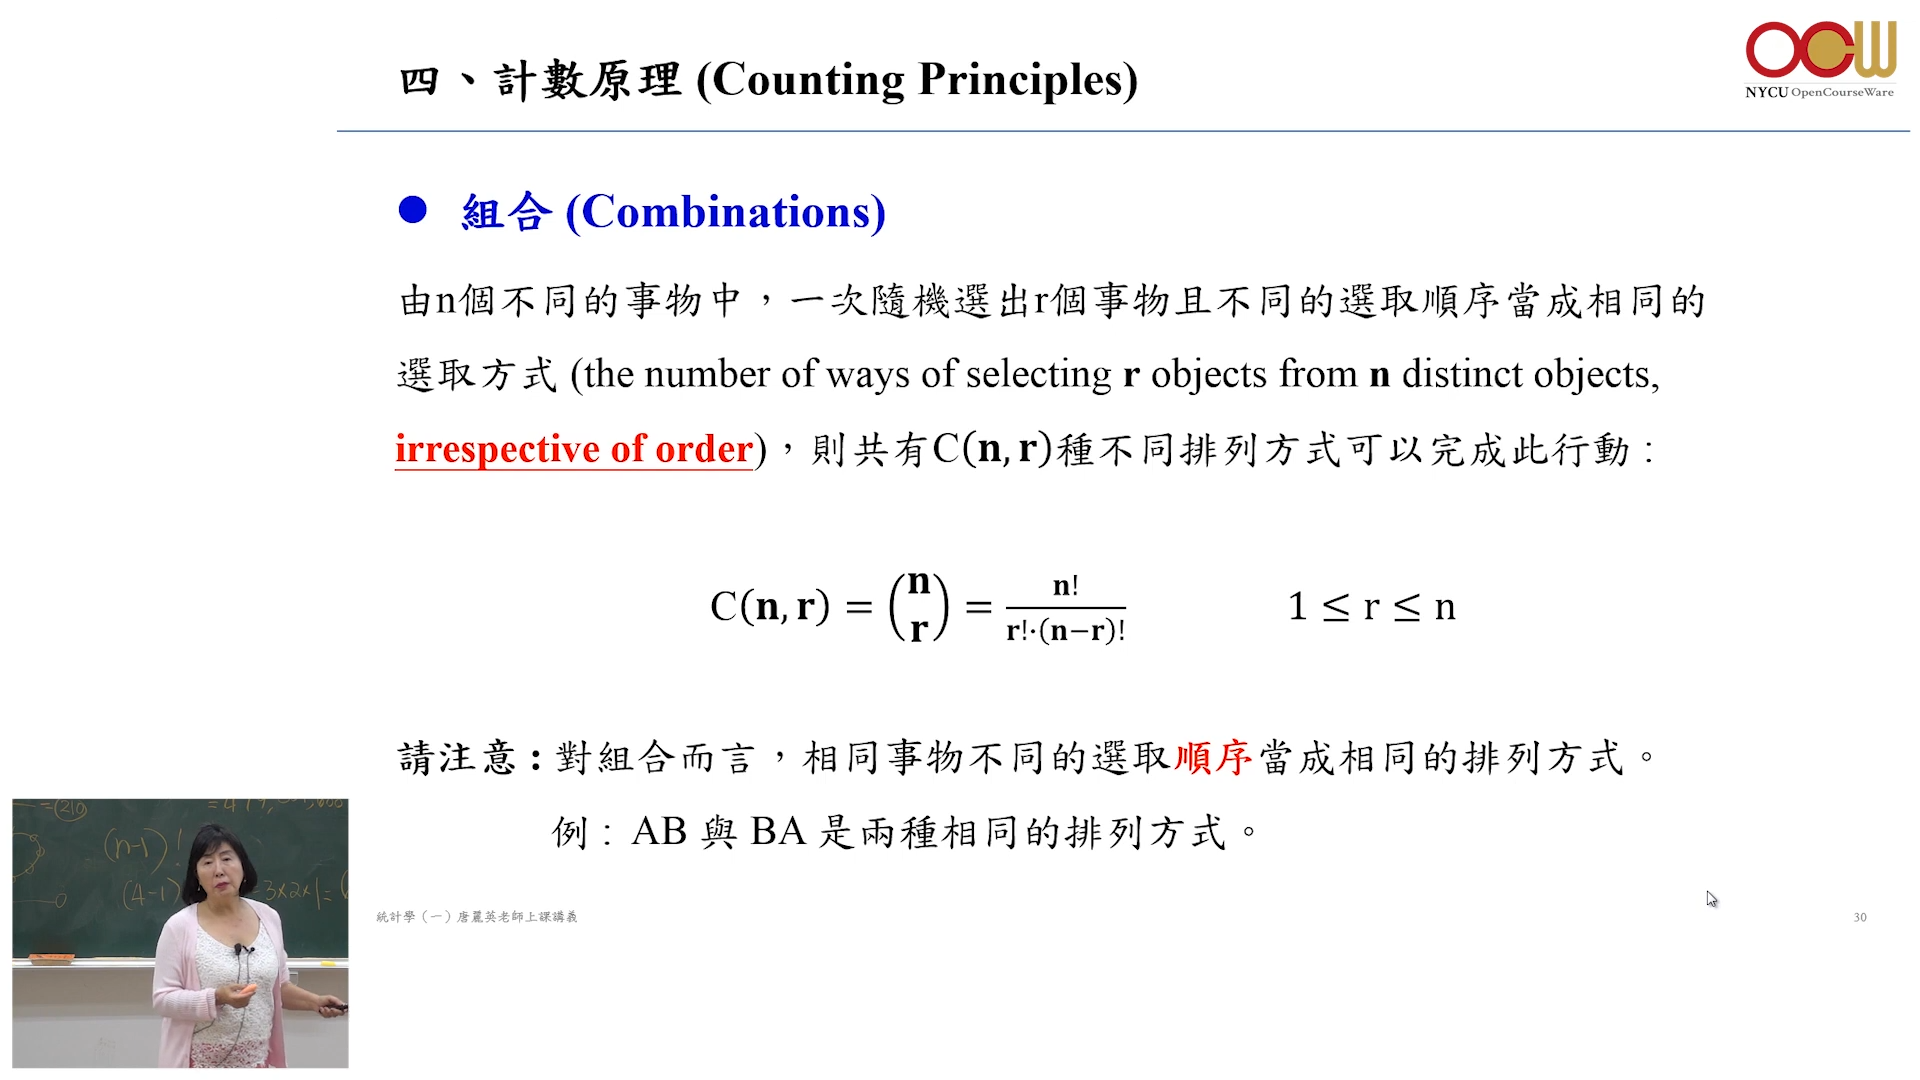 四、計數原理 (Counting Principles)
OCW
NYCU OpenCourseWare
● 組合 (Combinations)
由n個不同的事物中，一次隨機選出r個事物且不同的選取順序當成相同的
選取方式 (the number of ways of selecting r objects from n distinct objects,
irrespective of order)，則共有C(n, r)種不同排列方式可以完成此行動：
C(n, r) = (n r) = n! / r!·(n−r)!    1 ≤ r ≤ n
請注意：對組合而言，相同事物不同的選取順序當成相同的排列方式。
例：AB 與 BA 是兩種相同的排列方式。
(n-1)!
(4-1)
3x2x1=
統計學（一）唐麗英老師上課講義
30